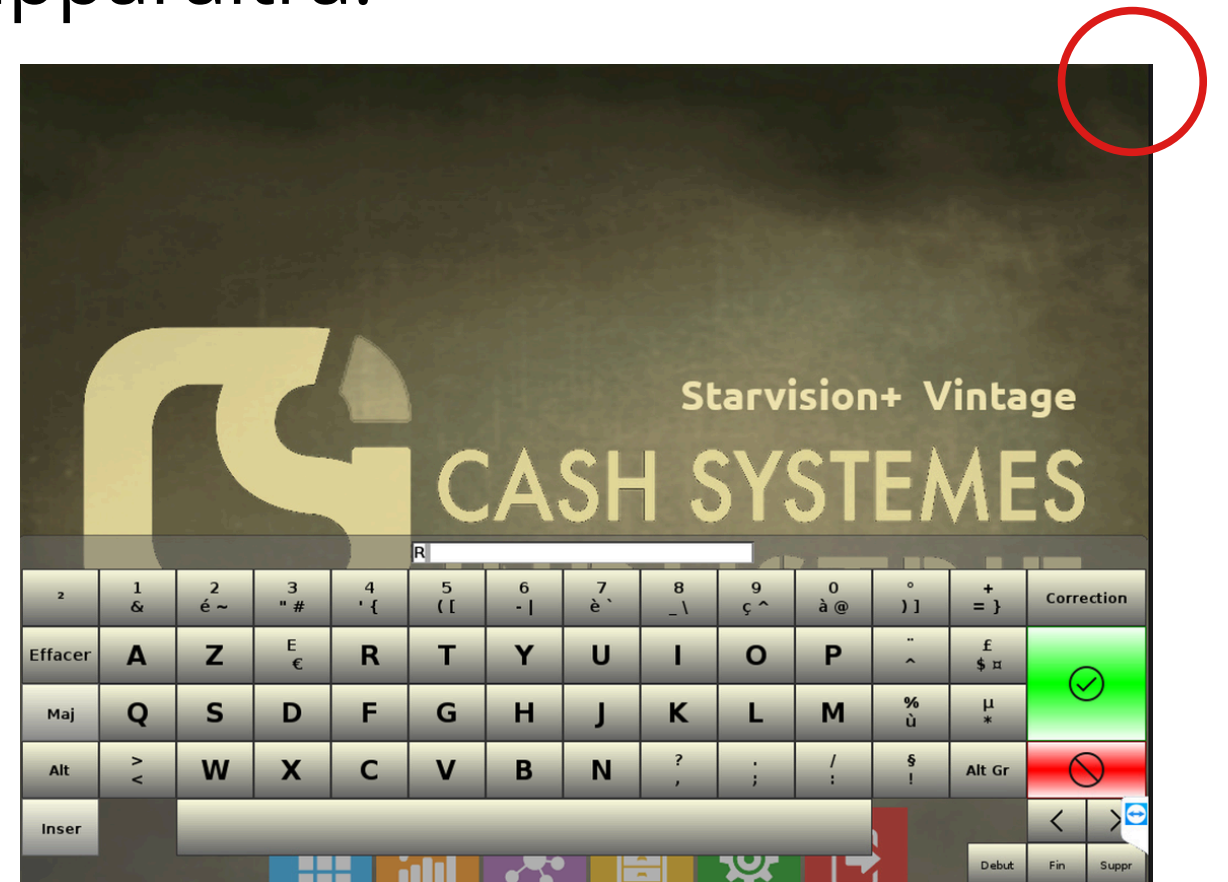 apparaîtra.
Starvision+ Vintage
CASH SYSTEMES
R
²
1 &
2 é ~
3 " #
4 ' {
5 ( [
6 - |
7 è `
8 _ \
9 ç ^
0 à @
° ) ]
+ = }
Correction
Effacer
A
Z
E €
R
T
Y
U
I
O
P
¨ ^
£ $ ¤
Maj
Q
S
D
F
G
H
J
K
L
M
% ù
µ *
Alt
> <
W
X
C
V
B
N
? ,
. ;
/ :
§ !
Alt Gr
Inser
<
>
Debut
Fin
Suppr